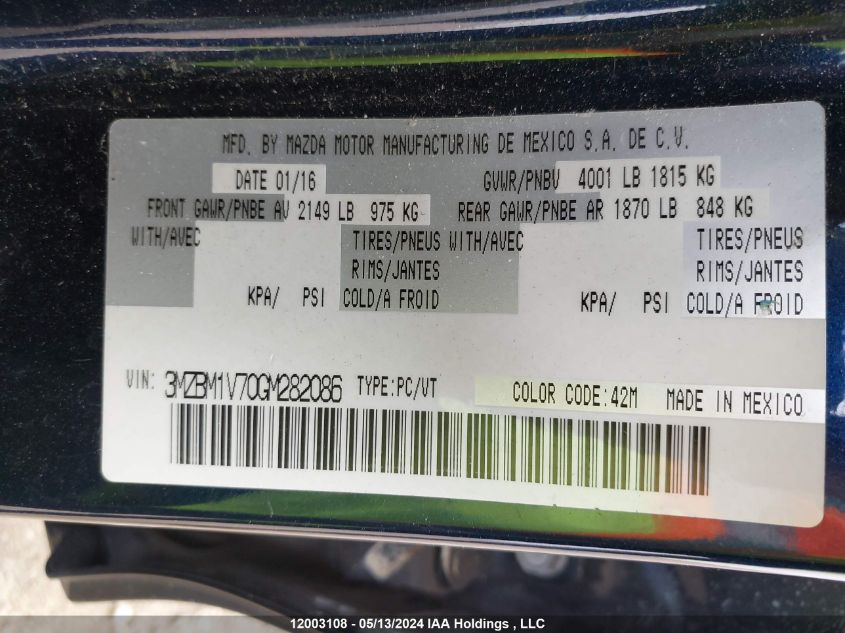 MFD. BY MAZDA MOTOR MANUFACTURING DE MEXICO S.A. DE C.V.
DATE 01/16 GVWR/PNBV 4001 LB 1815 KG
FRONT GAWR/PNBE AV 2149 LB 975 KG REAR GAWR/PNBE AR 1870 LB 848 KG
WITH/AVEC TIRES/PNEUS WITH/AVEC TIRES/PNEUS
RIMS/JANTES RIMS/JANTES
KPA/ PSI COLD/A FROID KPA/ PSI COLD/A FROID
VIN: 3MZBM1V70GM282086 TYPE:PC/VT COLOR CODE:42M MADE IN MEXICO
12003108 - 05/13/2024 IAA Holdings , LLC